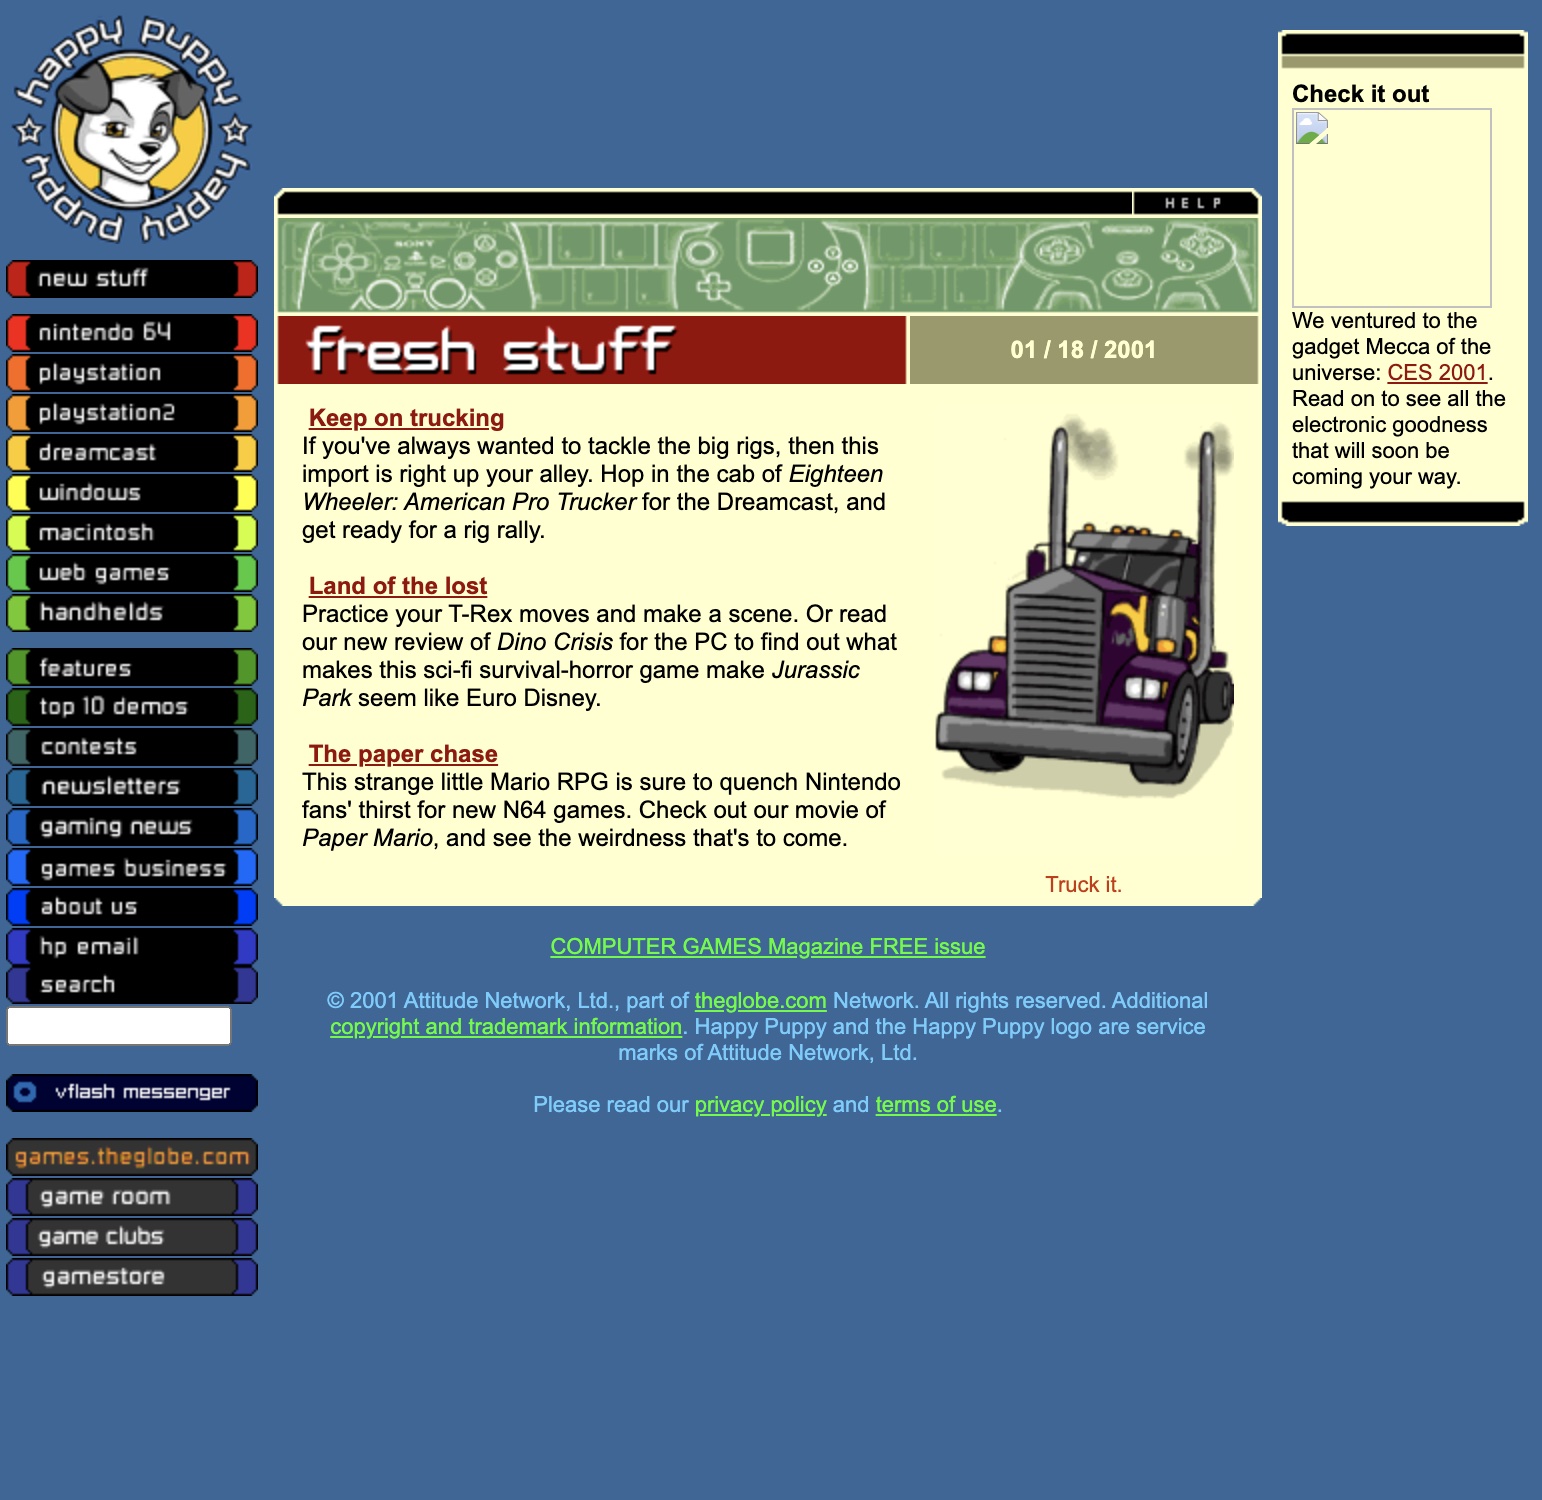 happy puppy
happy puppy
new stuff
nintendo 64
playstation
playstation2
dreamcast
windows
macintosh
web games
handhelds
features
top 10 demos
contests
newsletters
gaming news
games business
about us
hp email
search
vflash messenger
games.theglobe.com
game room
game clubs
gamestore
HELP
SONY
fresh stuff
01 / 18 / 2001
Keep on trucking
If you've always wanted to tackle the big rigs, then this
import is right up your alley. Hop in the cab of Eighteen
Wheeler: American Pro Trucker for the Dreamcast, and
get ready for a rig rally.
Land of the lost
Practice your T-Rex moves and make a scene. Or read
our new review of Dino Crisis for the PC to find out what
makes this sci-fi survival-horror game make Jurassic
Park seem like Euro Disney.
The paper chase
This strange little Mario RPG is sure to quench Nintendo
fans' thirst for new N64 games. Check out our movie of
Paper Mario, and see the weirdness that's to come.
Truck it.
COMPUTER GAMES Magazine FREE issue
© 2001 Attitude Network, Ltd., part of theglobe.com Network. All rights reserved. Additional
copyright and trademark information. Happy Puppy and the Happy Puppy logo are service
marks of Attitude Network, Ltd.
Please read our privacy policy and terms of use.
Check it out
We ventured to the
gadget Mecca of the
universe: CES 2001.
Read on to see all the
electronic goodness
that will soon be
coming your way.